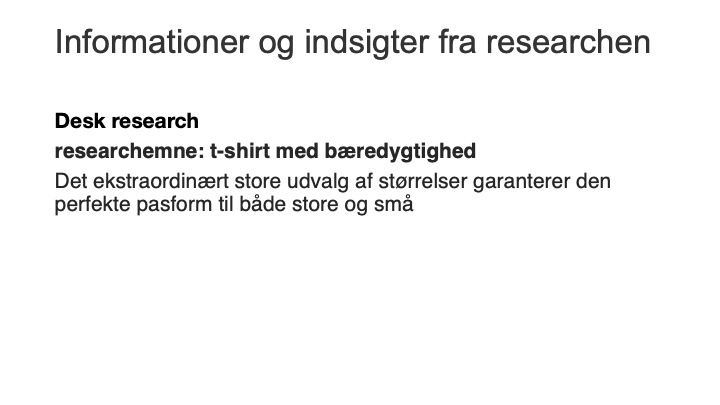 Informationer og indsigter fra researchen
Desk research
researchemne: t-shirt med bæredygtighed
Det ekstraordinært store udvalg af størrelser garanterer den
perfekte pasform til både store og små